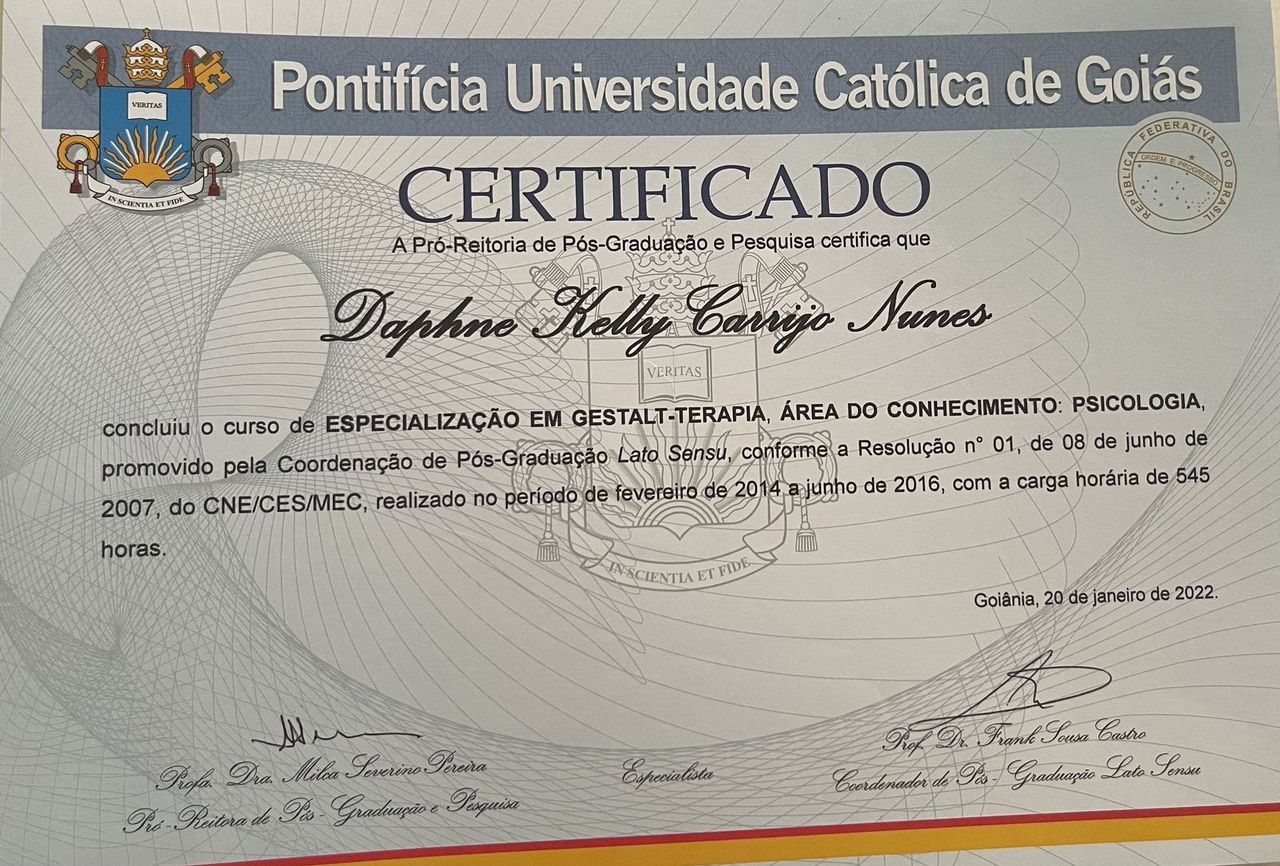 Pontifícia Universidade Católica de Goiás
VERITAS
IN SCIENTIA ET FIDE
REPÚBLICA FEDERATIVA DO BRASIL
ORDEM E PROGRESSO
CERTIFICADO
A Pró-Reitoria de Pós-Graduação e Pesquisa certifica que
Daphne Kelly Carrijo Nunes
VERITAS
concluiu o curso de ESPECIALIZAÇÃO EM GESTALT-TERAPIA, ÁREA DO CONHECIMENTO: PSICOLOGIA,
promovido pela Coordenação de Pós-Graduação Lato Sensu, conforme a Resolução n° 01, de 08 de junho de
2007, do CNE/CES/MEC, realizado no período de fevereiro de 2014 a junho de 2016, com a carga horária de 545
horas.
IN SCIENTIA ET FIDE
Goiânia, 20 de janeiro de 2022.
Profa. Dra. Milca Severino Pereira
Pró-Reitora de Pós-Graduação e Pesquisa
Especialista
Prof. Dr. Frank Sousa Castro
Coordenador de Pós-Graduação Lato Sensu